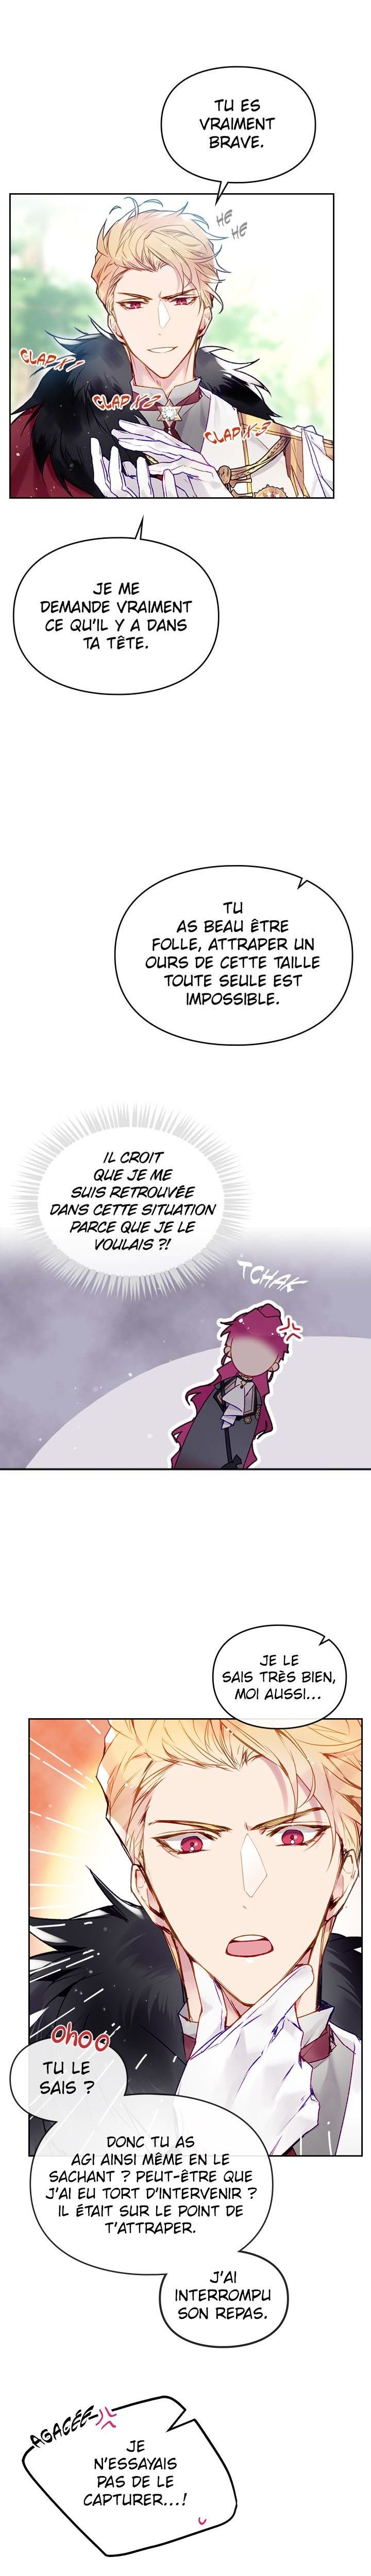 TU ES
VRAIMENT
BRAVE.
HE
HE
CLAP
CLAP
CLAP
JE ME
DEMANDE VRAIMENT
CE QU'IL Y A DANS
TA TÊTE.
TU
AS BEAU ÊTRE
FOLLE, ATTRAPER UN
OURS DE CETTE TAILLE
TOUTE SEULE EST
IMPOSSIBLE.
IL CROIT
QUE JE ME
SUIS RETROUVÉE
DANS CETTE SITUATION
PARCE QUE JE LE
VOULAIS ?!
TCHAK
JE LE
SAIS TRÈS BIEN,
MOI AUSSI...
OHOO
TU LE
SAIS ?
DONC TU AS
AGI AINSI MÊME EN LE
SACHANT ? PEUT-ÊTRE QUE
J'AI EU TORT D'INTERVENIR ?
IL ÉTAIT SUR LE POINT DE
T'ATTRAPER.
J'AI
INTERROMPU
SON REPAS.
AGACÉE
JE
N'ESSAYAIS
PAS DE LE
CAPTURER...!